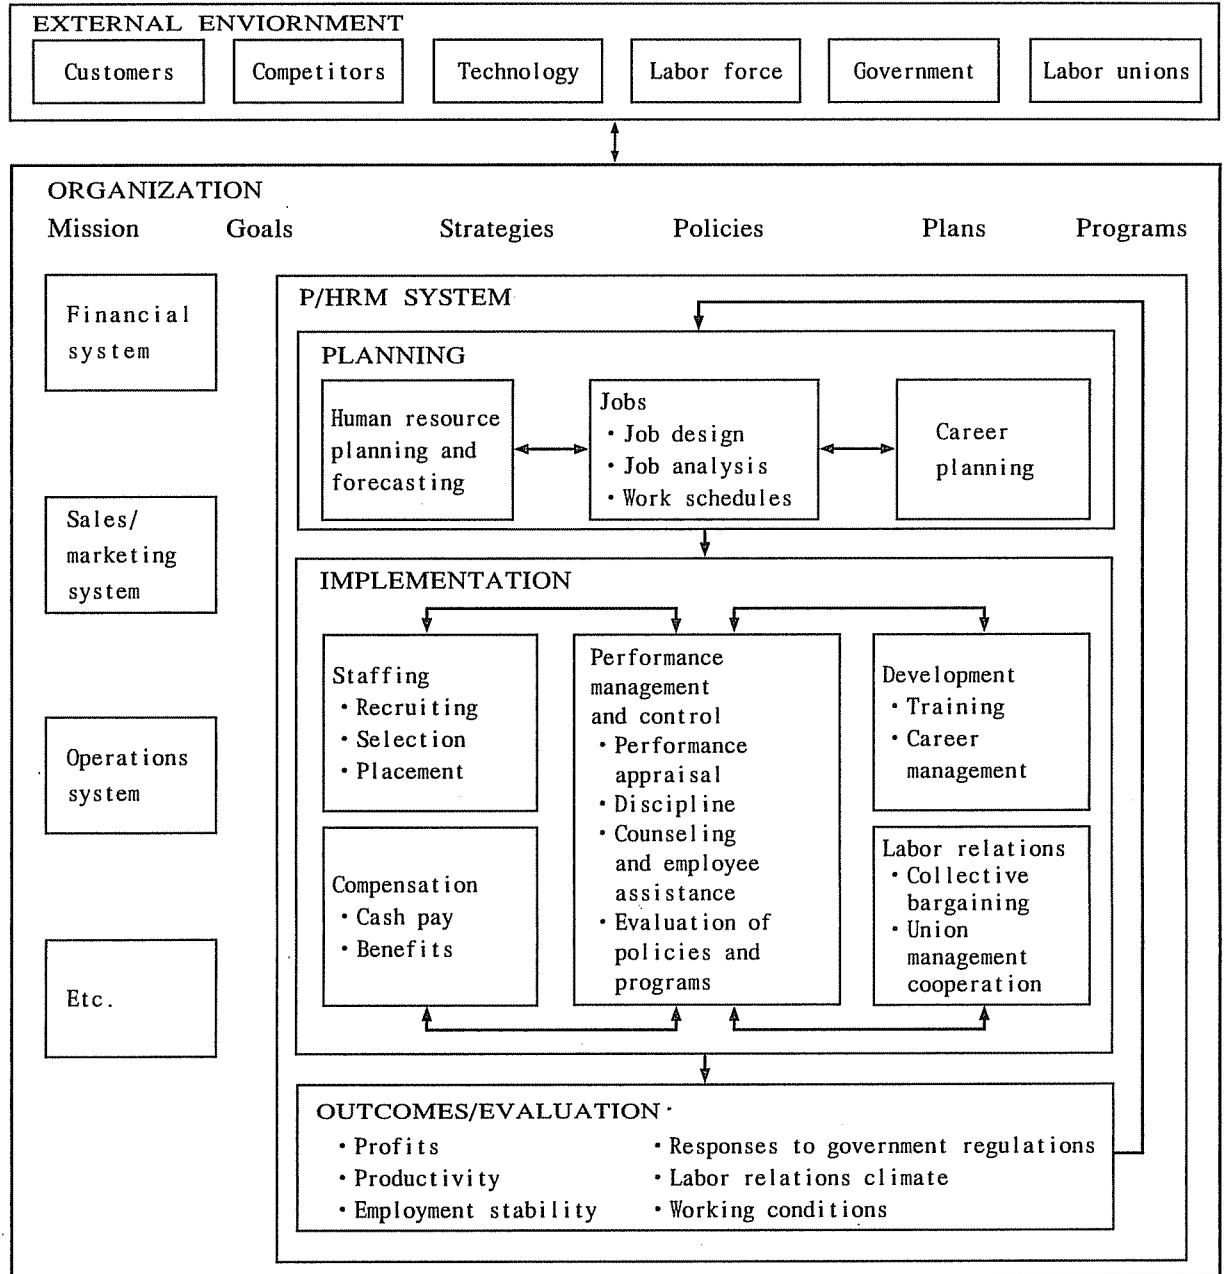 EXTERNAL ENVIORNMENT
Customers
Competitors
Technology
Labor force
Government
Labor unions
ORGANIZATION
Mission Goals Strategies Policies Plans Programs
Financial
system
Sales/
marketing
system
Operations
system
Etc.
P/HRM SYSTEM
PLANNING
Human resource
planning and
forecasting
Jobs
・Job design
・Job analysis
・Work schedules
Career
planning
IMPLEMENTATION
Staffing
・Recruiting
・Selection
・Placement
Compensation
・Cash pay
・Benefits
Performance
management
and control
・Performance
appraisal
・Discipline
・Counseling
and employee
assistance
・Evaluation of
policies and
programs
Development
・Training
・Career
management
Labor relations
・Collective
bargaining
・Union
management
cooperation
OUTCOMES/EVALUATION
・Profits
・Productivity
・Employment stability
・Responses to government regulations
・Labor relations climate
・Working conditions